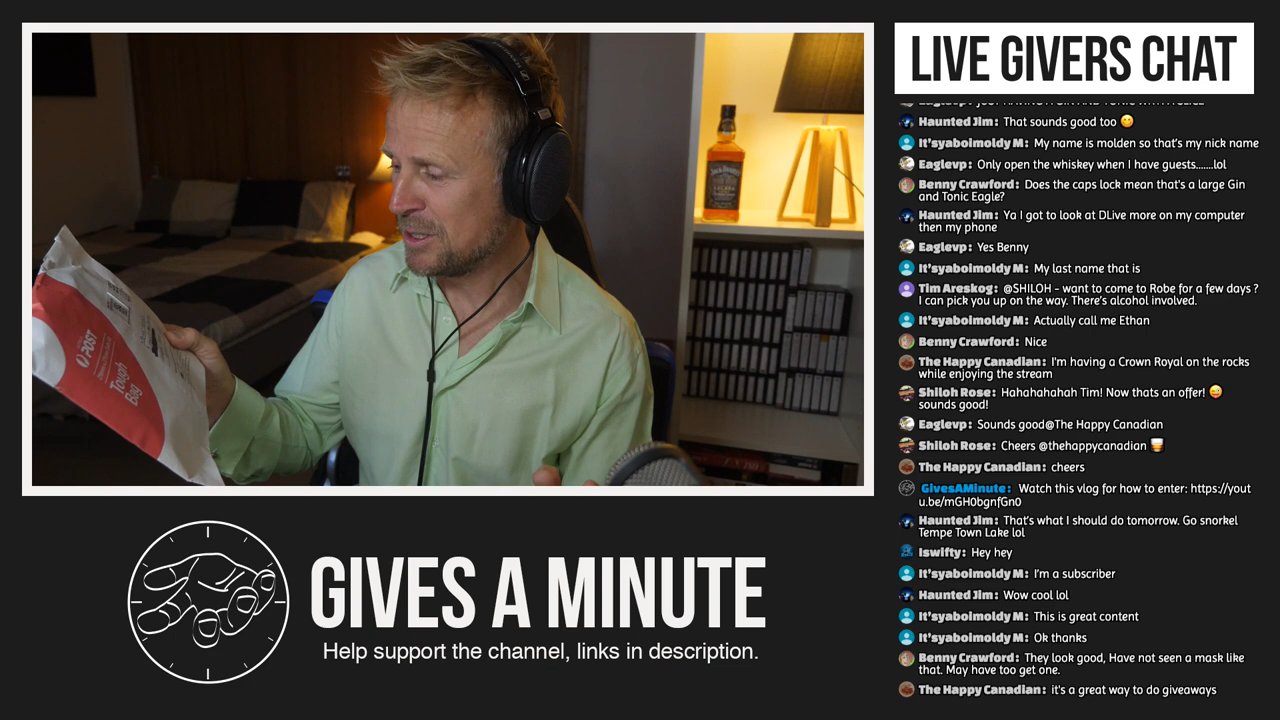 LIVE GIVERS CHAT
Haunted Jim: That sounds good too 😋
It'syaboimoldy M: My name is molden so that's my nick name
Eaglevp: Only open the whiskey when I have guests.......lol
Benny Crawford: Does the caps lock mean that's a large Gin
and Tonic Eagle?
Haunted Jim: Ya I got to look at DLive more on my computer
then my phone
Eaglevp: Yes Benny
It'syaboimoldy M: My last name that is
Tim Areskog: @SHILOH - want to come to Robe for a few days ?
I can pick you up on the way. There's alcohol involved.
It'syaboimoldy M: Actually call me Ethan
Benny Crawford: Nice
The Happy Canadian: I'm having a Crown Royal on the rocks
while enjoying the stream
Shiloh Rose: Hahahahahah Tim! Now thats an offer! 😜
sounds good!
Eaglevp: Sounds good@The Happy Canadian
Shiloh Rose: Cheers @thehappycanadian 🥃
The Happy Canadian: cheers
GivesAMinute: Watch this vlog for how to enter: https://yout
u.be/mGH0bgnfGn0
Haunted Jim: That's what I should do tomorrow. Go snorkel
Tempe Town Lake lol
Iswifty: Hey hey
It'syaboimoldy M: I'm a subscriber
Haunted Jim: Wow cool lol
It'syaboimoldy M: This is great content
It'syaboimoldy M: Ok thanks
Benny Crawford: They look good, Have not seen a mask like
that. May have too get one.
The Happy Canadian: it's a great way to do giveaways
POST
Tough
Bag
GIVES A MINUTE
Help support the channel, links in description.